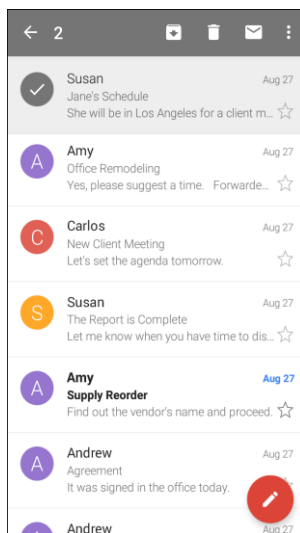 2
Susan
Aug 27
Jane's Schedule
She will be in Los Angeles for a client m...
A
Amy
Aug 27
Office Remodeling
Yes, please suggest a time. Forwarde...
C
Carlos
Aug 27
New Client Meeting
Let's set the agenda tomorrow.
S
Susan
Aug 27
The Report is Complete
Let me know when you have time to dis...
A
Amy
Aug 27
Supply Reorder
Find out the vendor's name and proceed.
A
Andrew
Aug 27
Agreement
It was signed in the office today.
Andrew
Aug 27